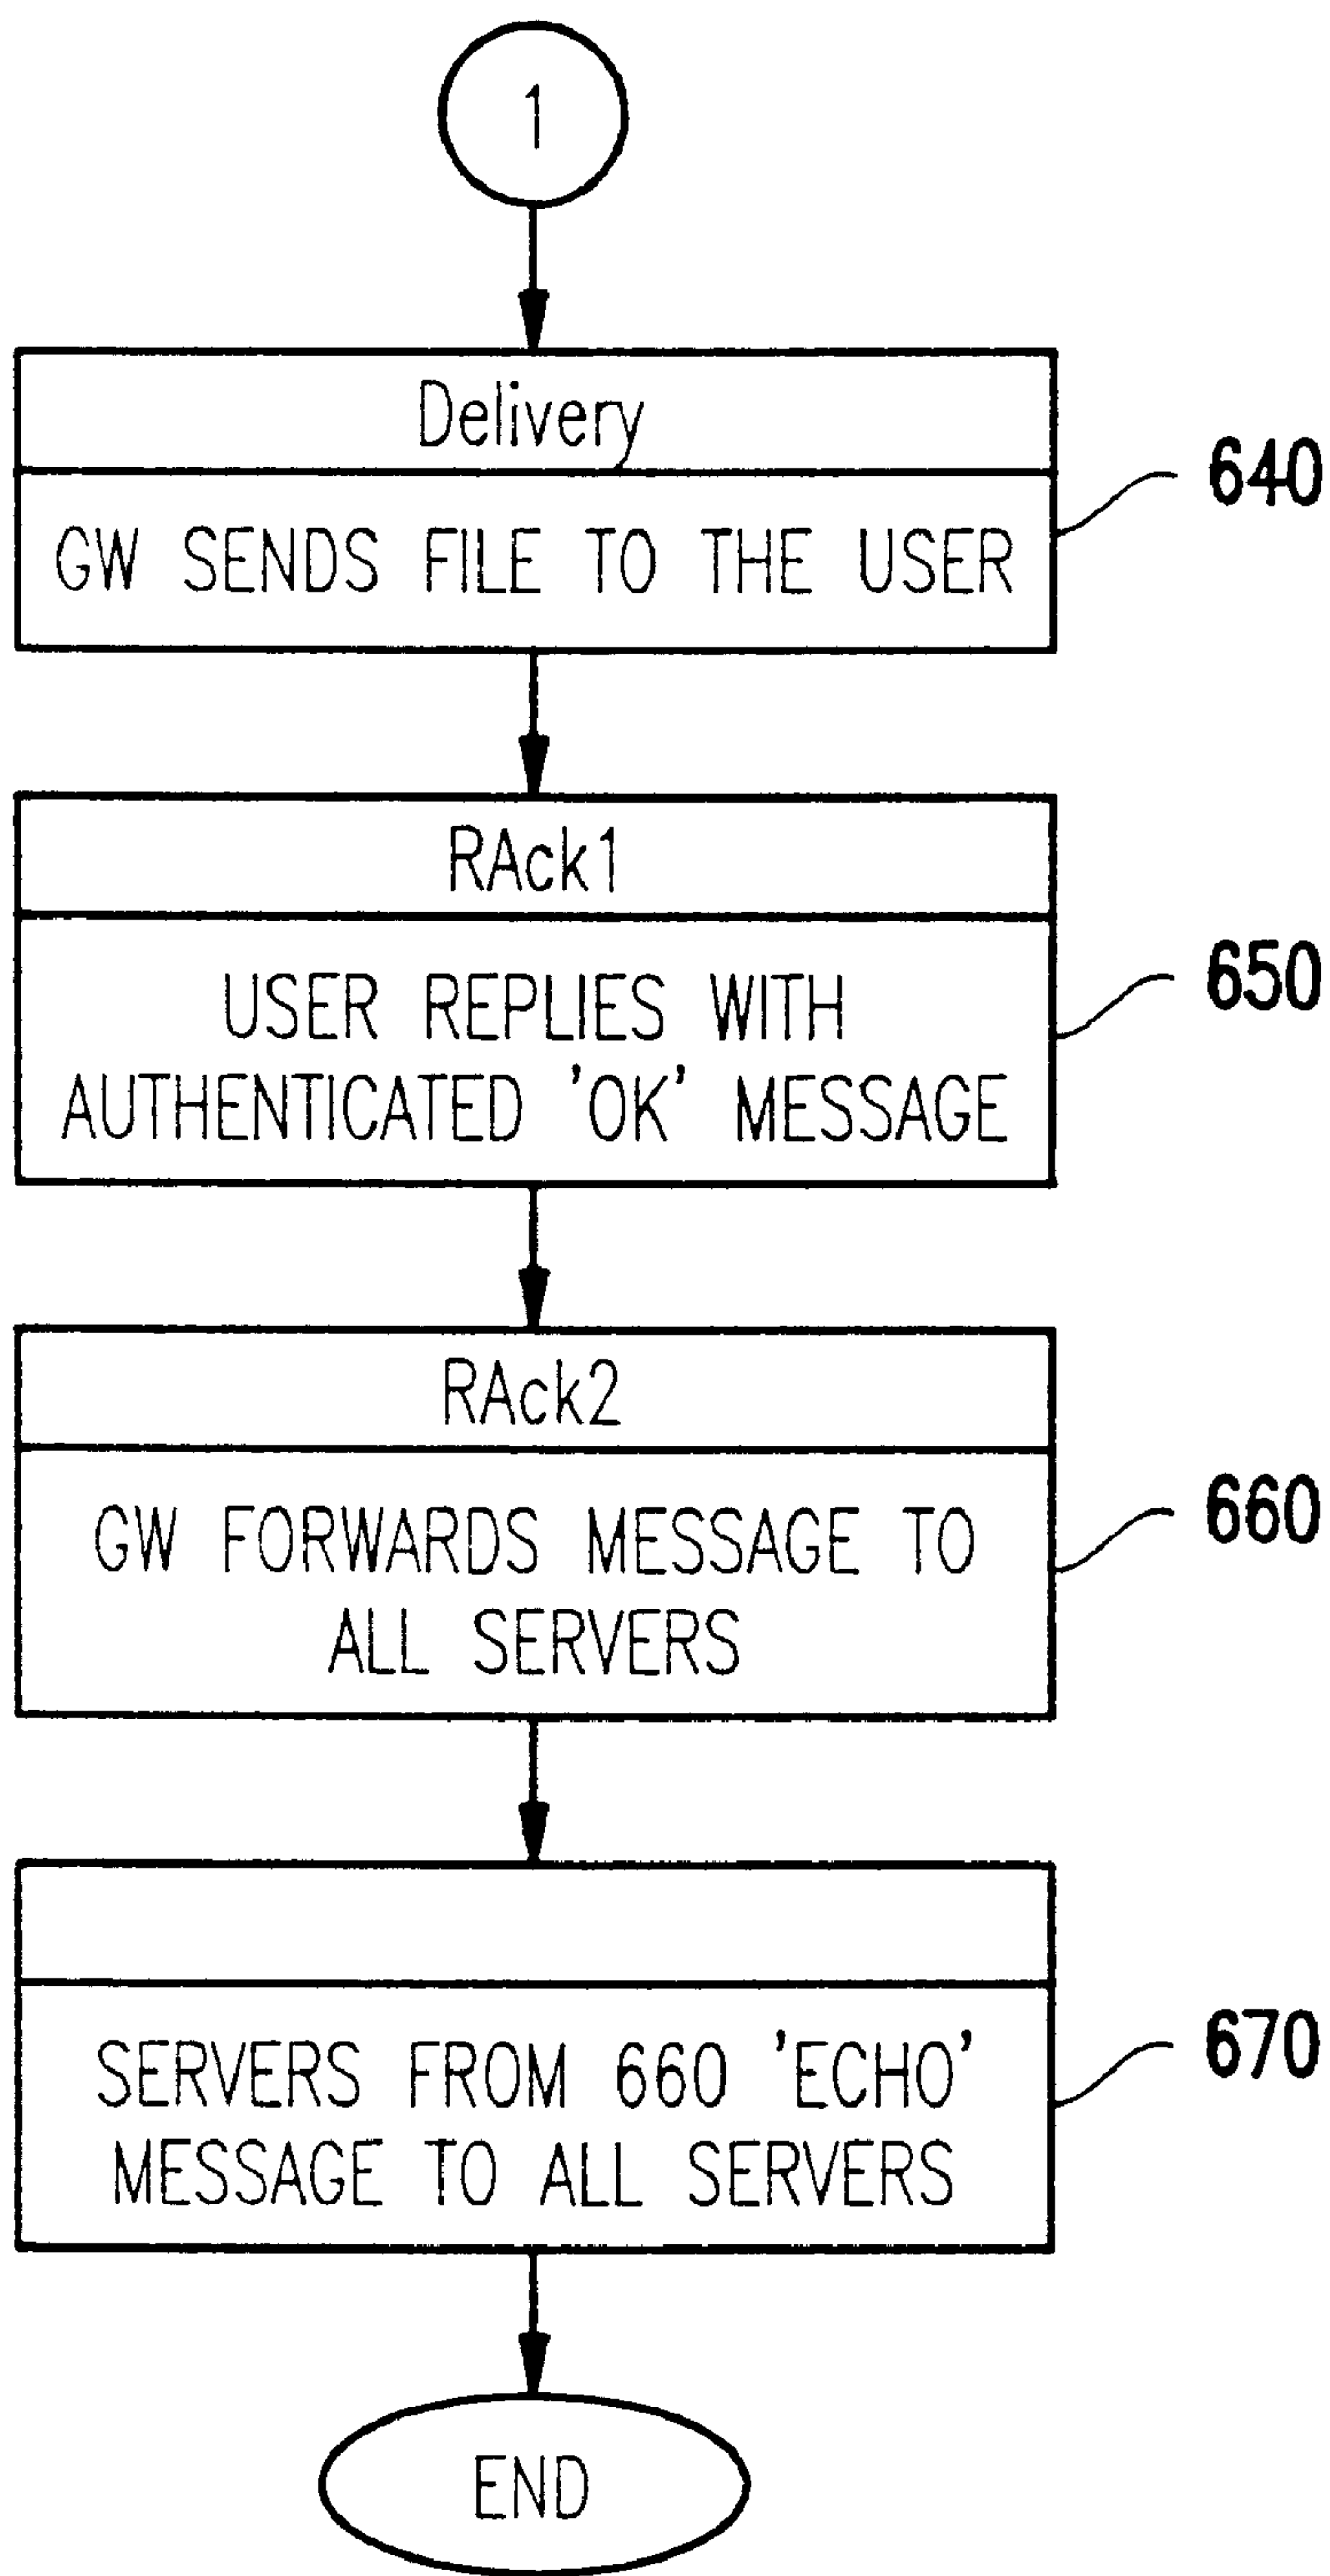 1
Delivery
640
GW SENDS FILE TO THE USER
RAck1
650
USER REPLIES WITH
AUTHENTICATED 'OK' MESSAGE
RAck2
660
GW FORWARDS MESSAGE TO
ALL SERVERS
670
SERVERS FROM 660 'ECHO'
MESSAGE TO ALL SERVERS
END